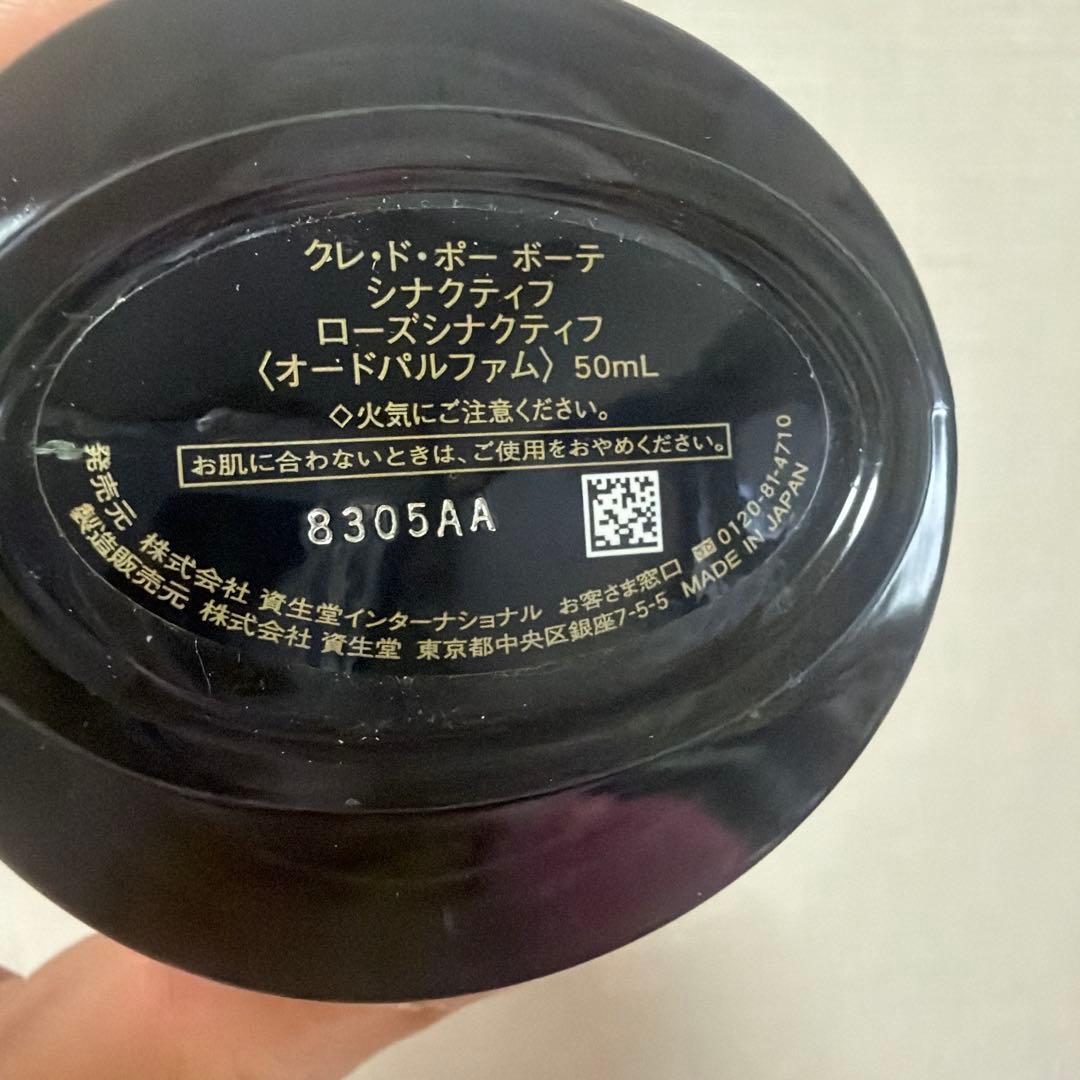 クレ・ド・ポー ボーテ
シナクティフ
ローズシナクティフ
〈オードパルファム〉50mL
◇火気にご注意ください。
お肌に合わないときは、ご使用をおやめください。
8305AA
発売元 株式会社 資生堂インターナショナル お客さま窓口 0120-81-4710
製造販売元 株式会社 資生堂 東京都中央区銀座7-5-5 MADE IN JAPAN